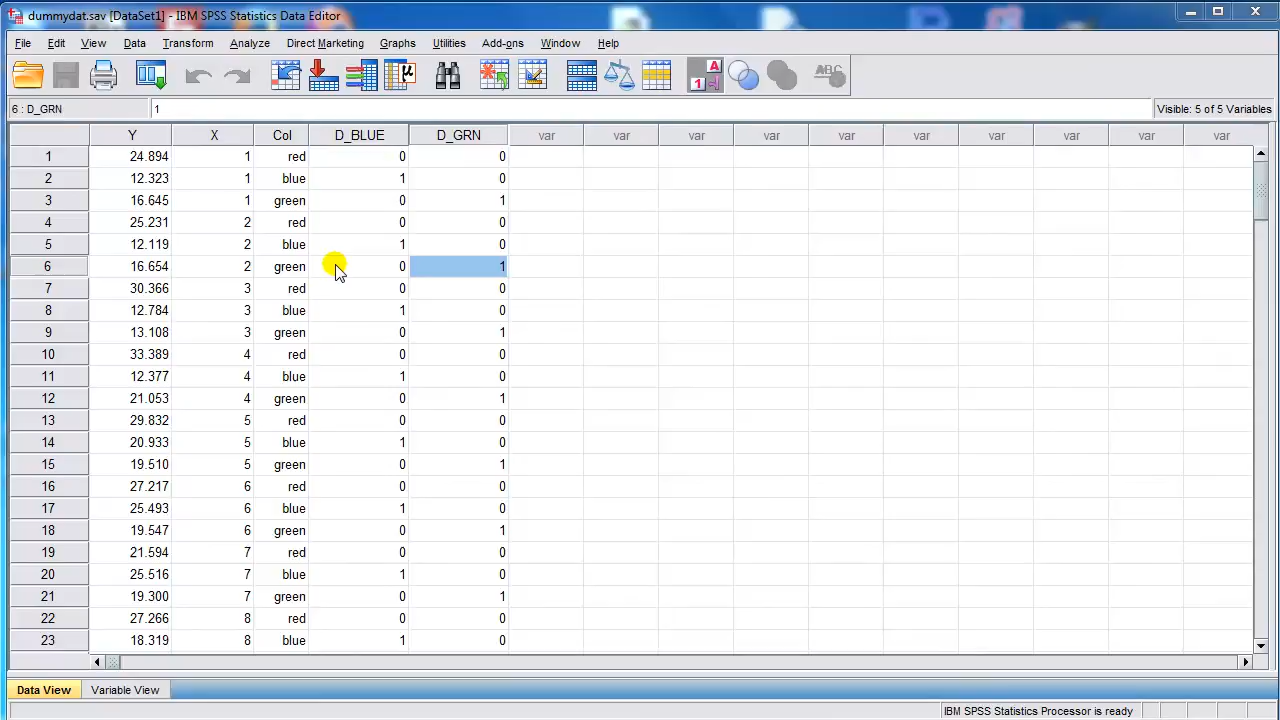 dummydat.sav [DataSet1] - IBM SPSS Statistics Data Editor
File Edit View Data Transform Analyze Direct Marketing Graphs Utilities Add-ons Window Help
6 : D_GRN 1 Visible: 5 of 5 Variables
Y X Col D_BLUE D_GRN var var var var var var var var var var
1 24.894 1 red 0 0
2 12.323 1 blue 1 0
3 16.645 1 green 0 1
4 25.231 2 red 0 0
5 12.119 2 blue 1 0
6 16.654 2 green 0 1
7 30.366 3 red 0 0
8 12.784 3 blue 1 0
9 13.108 3 green 0 1
10 33.389 4 red 0 0
11 12.377 4 blue 1 0
12 21.053 4 green 0 1
13 29.832 5 red 0 0
14 20.933 5 blue 1 0
15 19.510 5 green 0 1
16 27.217 6 red 0 0
17 25.493 6 blue 1 0
18 19.547 6 green 0 1
19 21.594 7 red 0 0
20 25.516 7 blue 1 0
21 19.300 7 green 0 1
22 27.266 8 red 0 0
23 18.319 8 blue 1 0
Data View Variable View
IBM SPSS Statistics Processor is ready